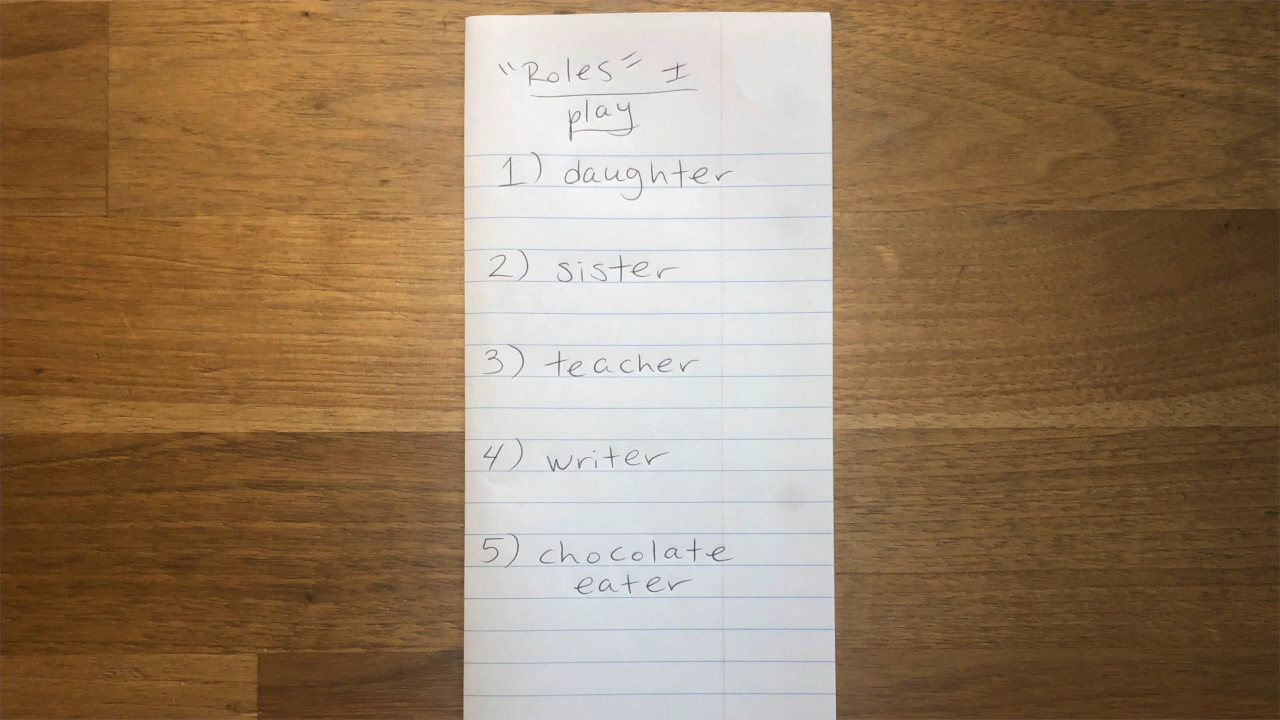 "Roles" I
play
1) daughter
2) sister
3) teacher
4) writer
5) chocolate
eater